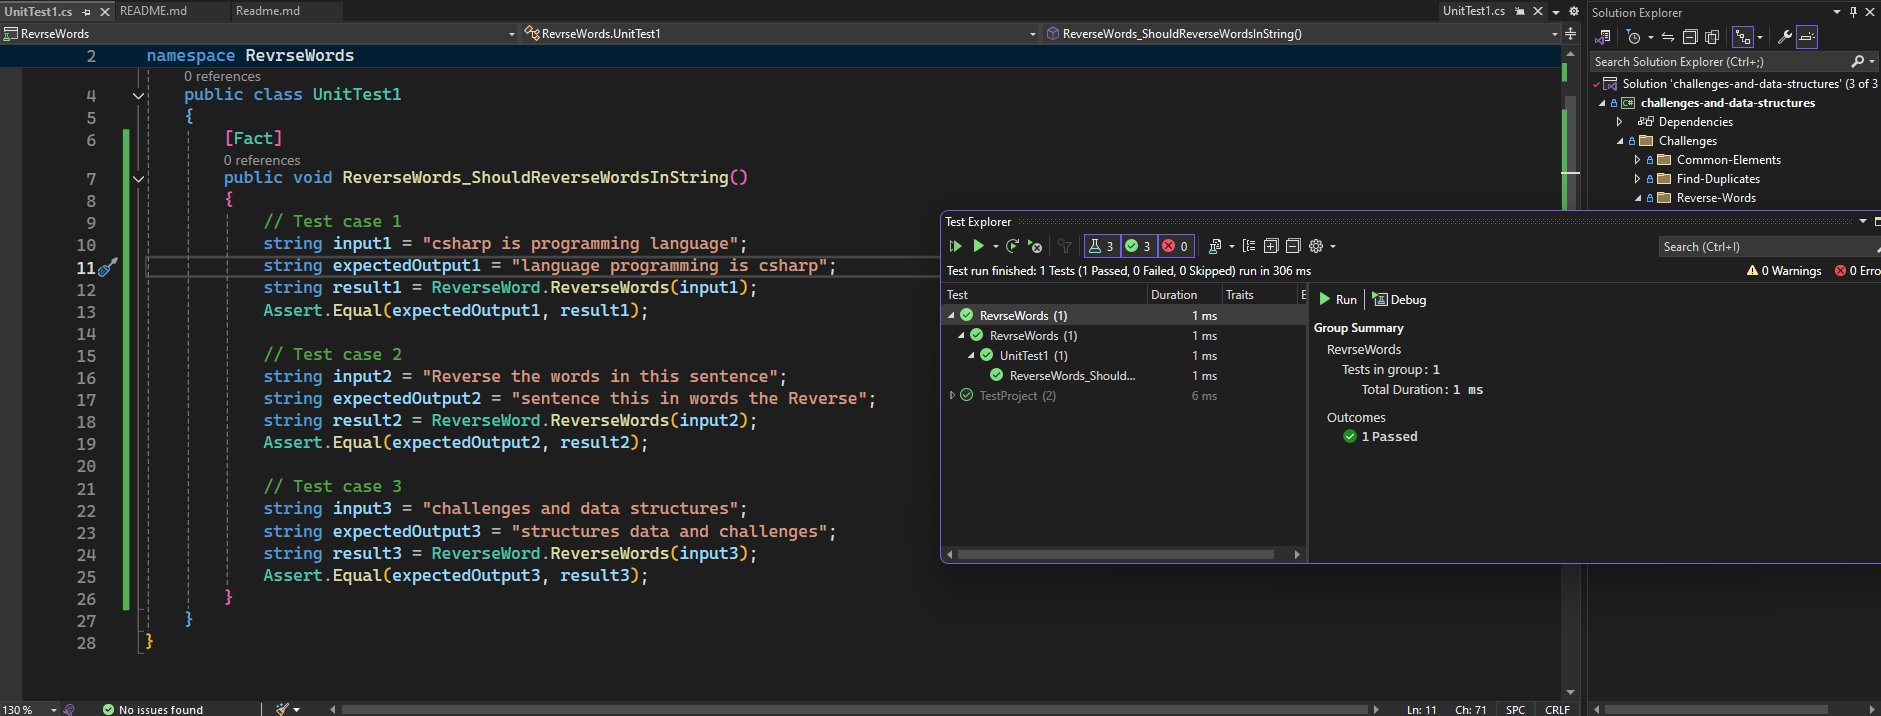 UnitTest1.cs README.md Readme.md UnitTest1.cs
RevrseWords RevrseWords.UnitTest1 ReverseWords_ShouldReverseWordsInString()
2 namespace RevrseWords
0 references
4 public class UnitTest1
5 {
6 [Fact]
0 references
7 public void ReverseWords_ShouldReverseWordsInString()
8 {
9 // Test case 1
10 string input1 = "csharp is programming language";
11 string expectedOutput1 = "language programming is csharp";
12 string result1 = ReverseWord.ReverseWords(input1);
13 Assert.Equal(expectedOutput1, result1);
14
15 // Test case 2
16 string input2 = "Reverse the words in this sentence";
17 string expectedOutput2 = "sentence this in words the Reverse";
18 string result2 = ReverseWord.ReverseWords(input2);
19 Assert.Equal(expectedOutput2, result2);
20
21 // Test case 3
22 string input3 = "challenges and data structures";
23 string expectedOutput3 = "structures data and challenges";
24 string result3 = ReverseWord.ReverseWords(input3);
25 Assert.Equal(expectedOutput3, result3);
26 }
27 }
28 }
130 % No issues found Ln: 11 Ch: 71 SPC CRLF
Solution Explorer
Search Solution Explorer (Ctrl+;)
Solution 'challenges-and-data-structures' (3 of 3
C# challenges-and-data-structures
Dependencies
Challenges
Common-Elements
Find-Duplicates
Reverse-Words
Test Explorer
3 3 0 Search (Ctrl+I)
Test run finished: 1 Tests (1 Passed, 0 Failed, 0 Skipped) run in 306 ms 0 Warnings 0 Erro
Test Duration Traits E
RevrseWords (1) 1 ms
RevrseWords (1) 1 ms
UnitTest1 (1) 1 ms
ReverseWords_Should... 1 ms
TestProject (2) 6 ms
Run Debug
Group Summary
RevrseWords
Tests in group: 1
Total Duration: 1 ms
Outcomes
1 Passed